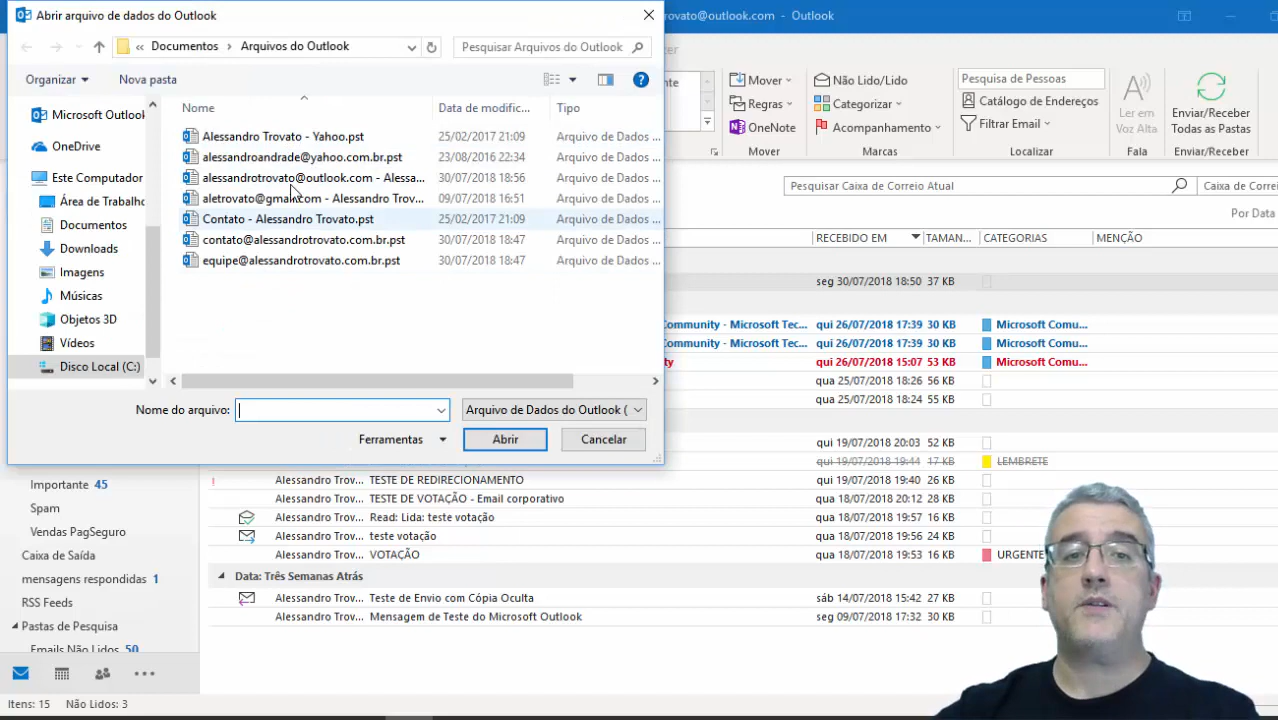 Abrir arquivo de dados do Outlook
trovato@outlook.com - Outlook
Documentos
Arquivos do Outlook
Pesquisar Arquivos do Outlook
Organizar
Nova pasta
Nome
Data de modific...
Tipo
Microsoft Outlook
OneDrive
Este Computador
Área de Trabalho
Documentos
Downloads
Imagens
Músicas
Objetos 3D
Vídeos
Disco Local (C:)
Alessandro Trovato - Yahoo.pst 25/02/2017 21:09 Arquivo de Dados ...
alessandroandrade@yahoo.com.br.pst 23/08/2016 22:34 Arquivo de Dados ...
alessandrotrovato@outlook.com - Alessa... 30/07/2018 18:56 Arquivo de Dados ...
aletrovato@gmail.com - Alessandro Trov... 09/07/2018 16:51 Arquivo de Dados ...
Contato - Alessandro Trovato.pst 25/02/2017 21:09 Arquivo de Dados ...
contato@alessandrotrovato.com.br.pst 30/07/2018 18:47 Arquivo de Dados ...
equipe@alessandrotrovato.com.br.pst 30/07/2018 18:47 Arquivo de Dados ...
Nome do arquivo:
Arquivo de Dados do Outlook (
Ferramentas
Abrir
Cancelar
Mover
Regras
OneNote
Mover
Não Lido/Lido
Categorizar
Acompanhamento
Marcas
Pesquisa de Pessoas
Catálogo de Endereços
Filtrar Email
Localizar
Ler em Voz Alta
Fala
Enviar/Receber
Todas as Pastas
Enviar/Receber
Pesquisar Caixa de Correio Atual
Caixa de Corre
Por Data
RECEBIDO EM TAMAN... CATEGORIAS MENÇÃO
seg 30/07/2018 18:50 37 KB
Community - Microsoft Tec... qui 26/07/2018 17:39 30 KB Microsoft Comu...
Community - Microsoft Tec... qui 26/07/2018 17:39 30 KB Microsoft Comu...
ty qui 26/07/2018 15:07 53 KB Microsoft Comu...
qua 25/07/2018 18:26 56 KB
qua 25/07/2018 18:24 55 KB
qui 19/07/2018 20:03 52 KB
qui 19/07/2018 19:44 17 KB LEMBRETE
Alessandro Trov... TESTE DE REDIRECIONAMENTO qui 19/07/2018 19:40 26 KB
Alessandro Trov... TESTE DE VOTAÇÃO - Email corporativo qua 18/07/2018 20:12 28 KB
Alessandro Trov... Read: Lida: teste votação qua 18/07/2018 19:57 16 KB
Alessandro Trov... teste votação qua 18/07/2018 19:56 24 KB
Alessandro Trov... VOTAÇÃO qua 18/07/2018 19:53 16 KB URGENTE
Data: Três Semanas Atrás
Alessandro Trov... Teste de Envio com Cópia Oculta sáb 14/07/2018 15:42 27 KB
Alessandro Trov... Mensagem de Teste do Microsoft Outlook seg 09/07/2018 17:32 30 KB
Importante 45
Spam
Vendas PagSeguro
Caixa de Saída
mensagens respondidas 1
RSS Feeds
Pastas de Pesquisa
Emails Não Lidos 50
Itens: 15
Não Lidos: 3